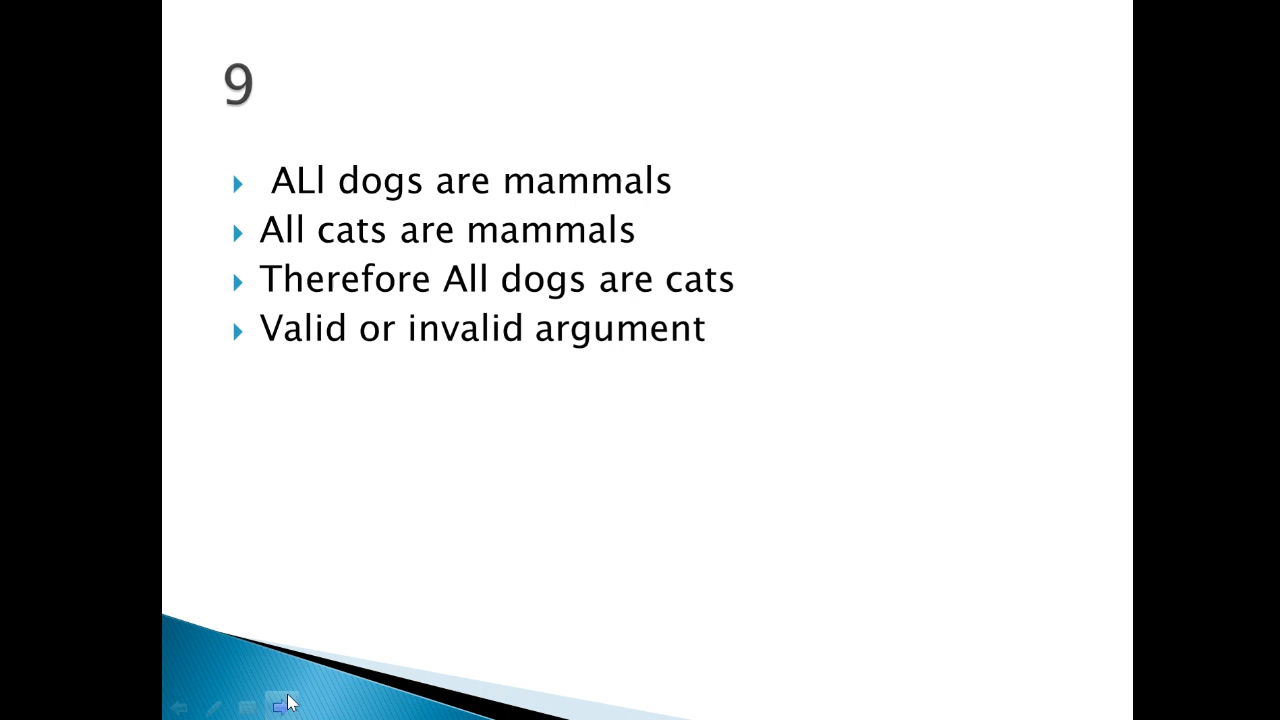 9
ALl dogs are mammals
All cats are mammals
Therefore All dogs are cats
Valid or invalid argument